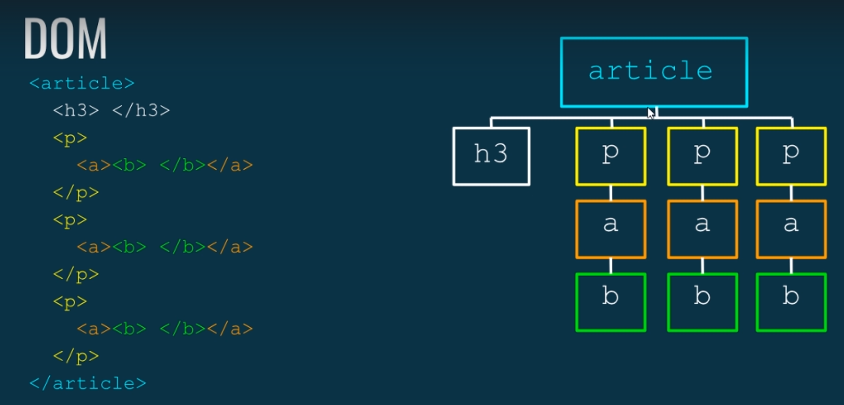 DOM
<article>
<h3> </h3>
<p>
<a><b> </b></a>
</p>
<p>
<a><b> </b></a>
</p>
<p>
<a><b> </b></a>
</p>
</article>
article
h3 p p p
a a a
b b b